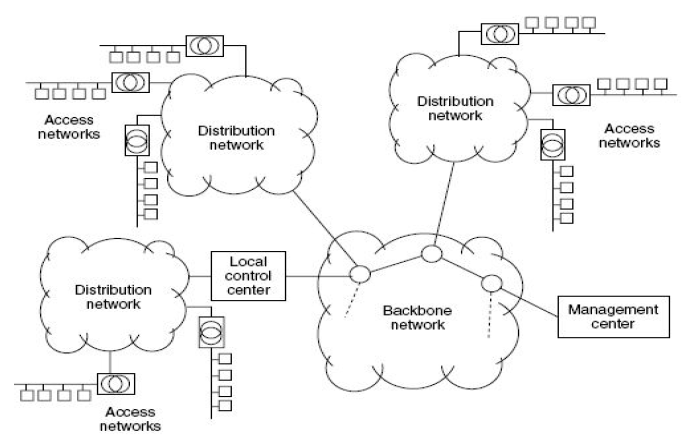 Distribution
network
Access
networks
Distribution
network
Access
networks
Distribution
network
Local
control
center
Backbone
network
Management
center
Access
networks